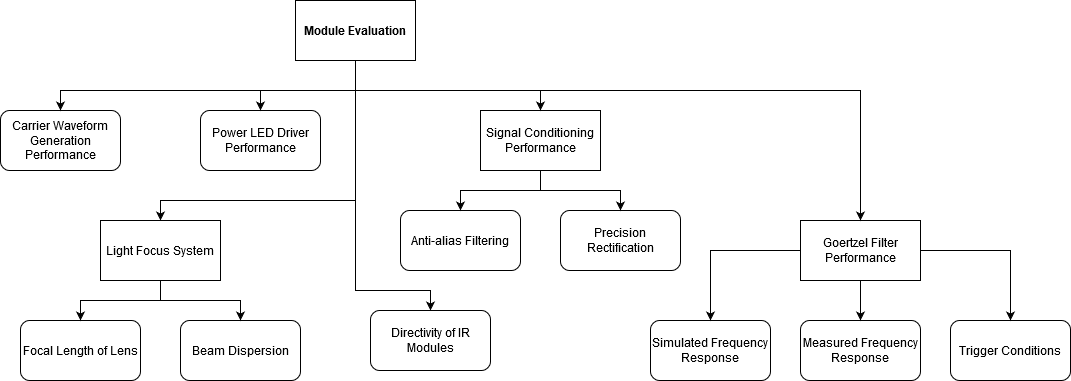 Module Evaluation
Carrier Waveform
Generation
Performance
Power LED Driver
Performance
Signal Conditioning
Performance
Light Focus System
Anti-alias Filtering
Precision
Rectification
Goertzel Filter
Performance
Focal Length of Lens
Beam Dispersion
Directivity of IR
Modules
Simulated Frequency
Response
Measured Frequency
Response
Trigger Conditions